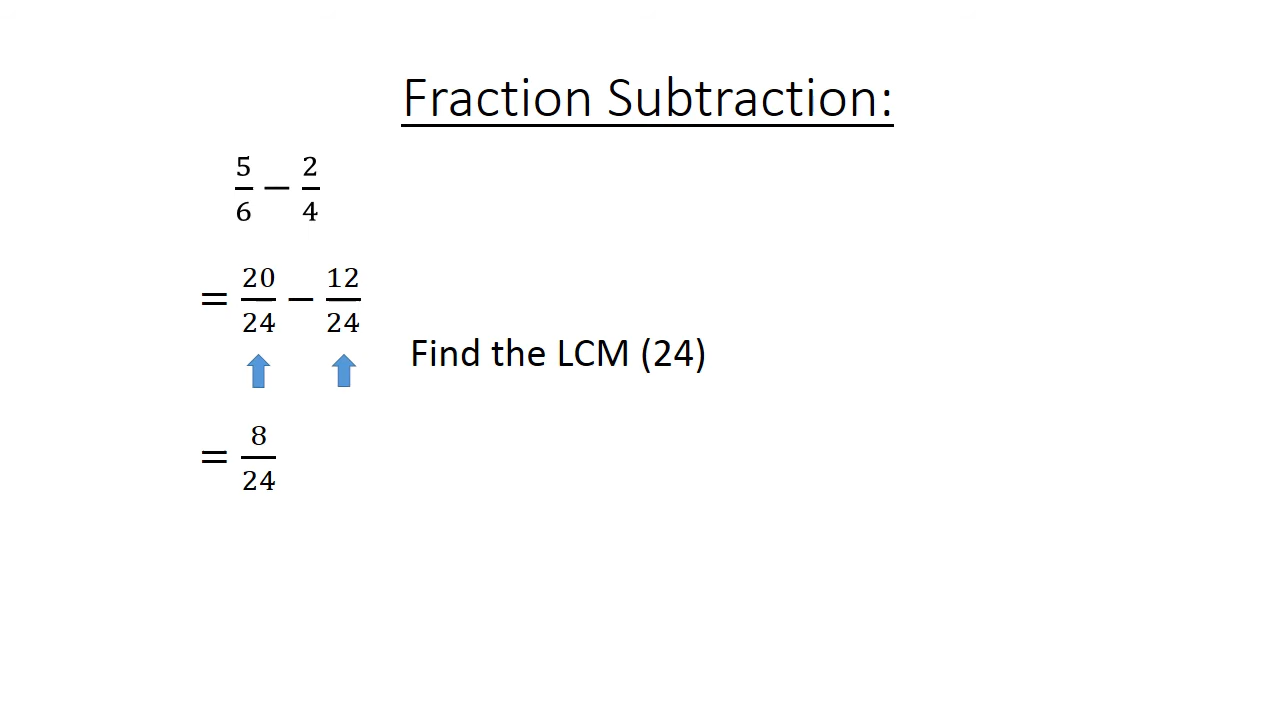 Fraction Subtraction:
5/6 − 2/4
= 20/24 − 12/24
Find the LCM (24)
= 8/24